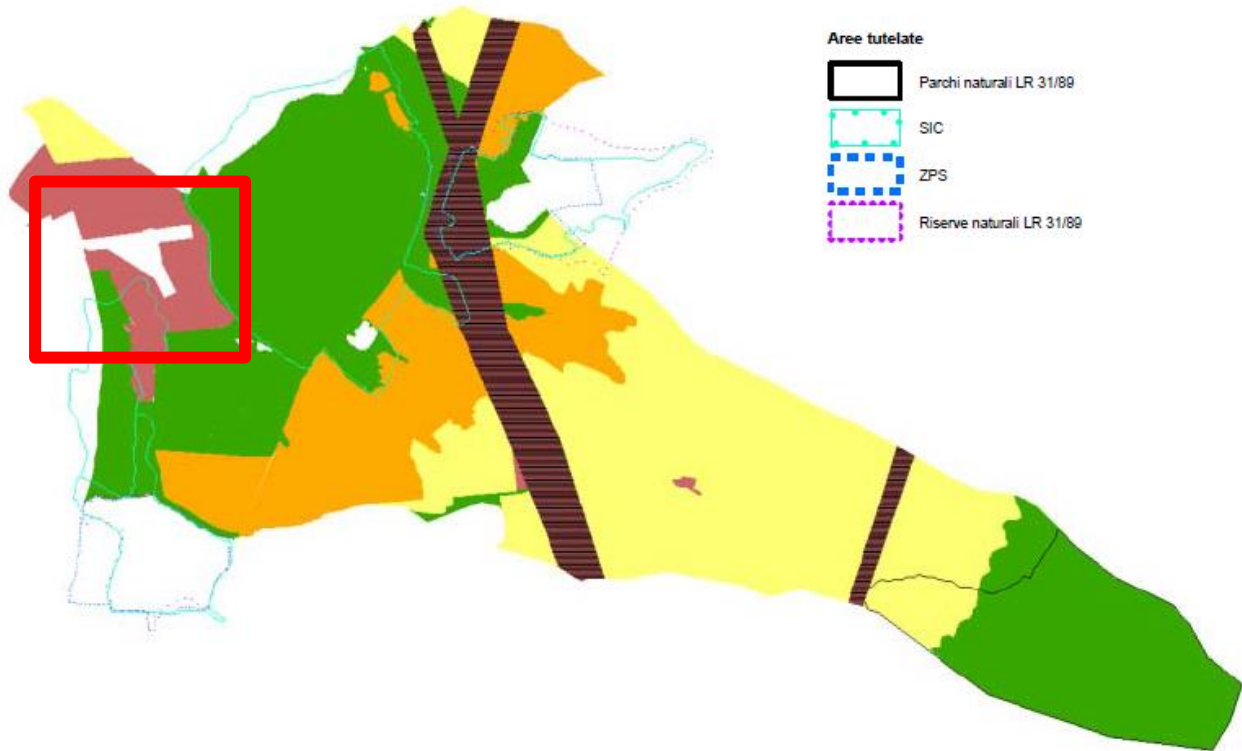 Aree tutelate
Parchi naturali LR 31/89
SIC
ZPS
Riserve naturali LR 31/89